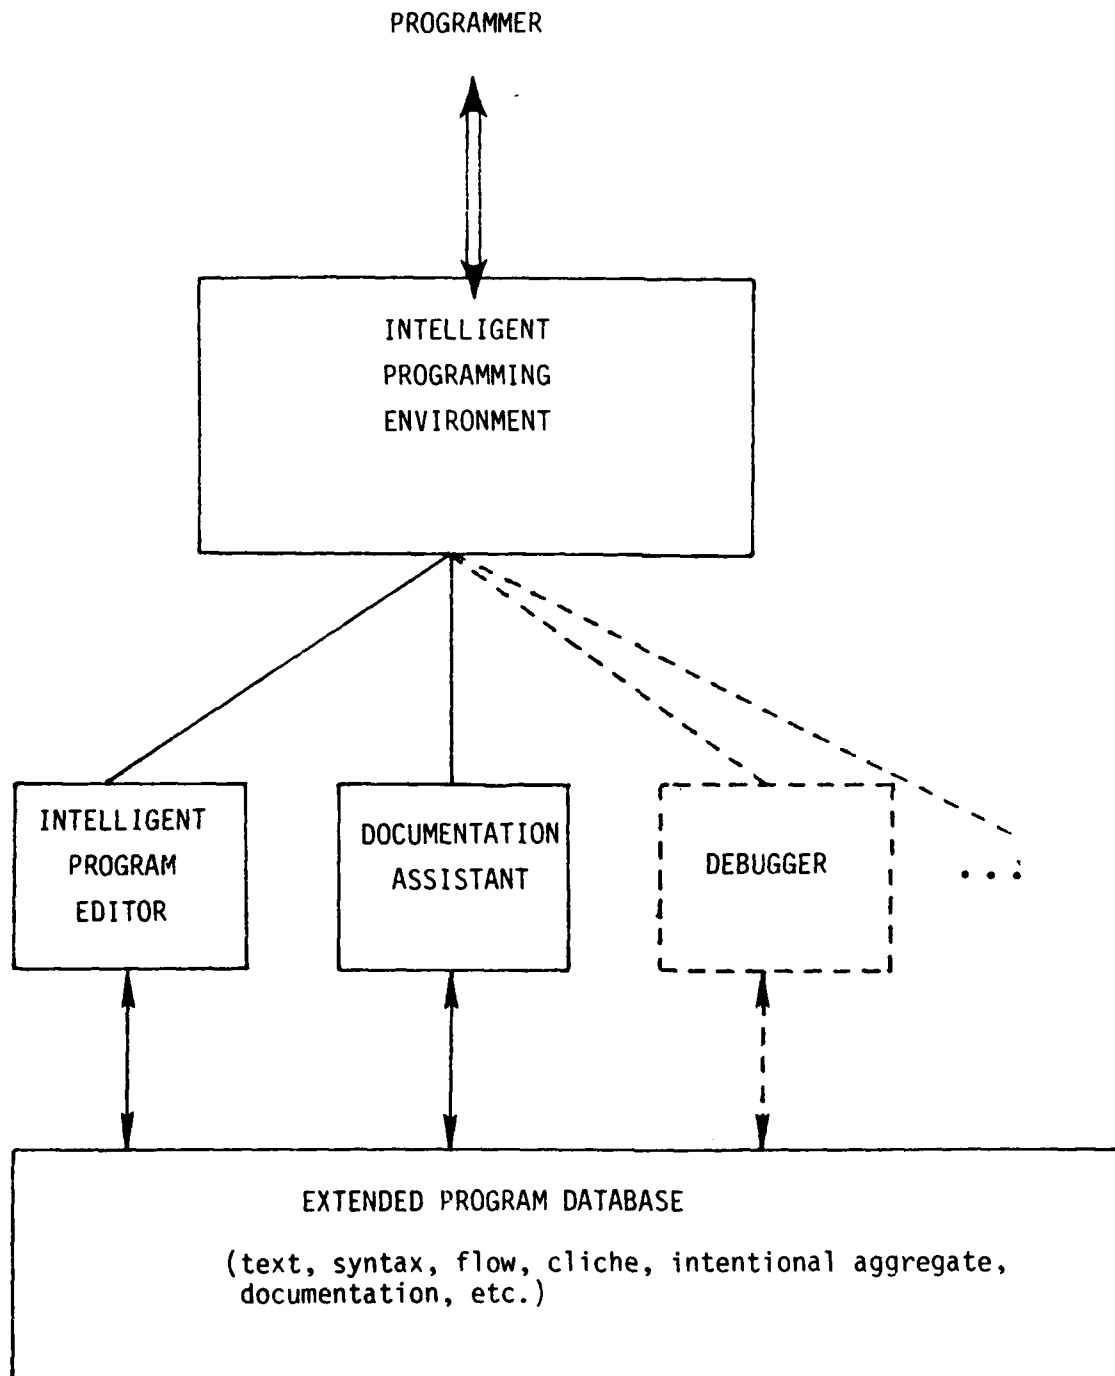 PROGRAMMER
INTELLIGENT
PROGRAMMING
ENVIRONMENT
INTELLIGENT
PROGRAM
EDITOR
DOCUMENTATION
ASSISTANT
DEBUGGER
...
EXTENDED PROGRAM DATABASE
(text, syntax, flow, cliche, intentional aggregate,
documentation, etc.)